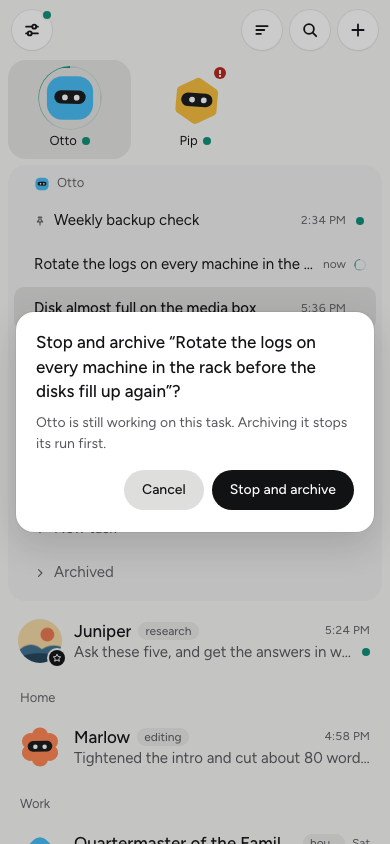 Otto
Pip
Otto
Weekly backup check 2:34 PM
Rotate the logs on every machine in the ... now
Disk almost full on the media box 5:36 PM
Stop and archive “Rotate the logs on
every machine in the rack before the
disks fill up again”?
Otto is still working on this task. Archiving it stops
its run first.
Cancel
Stop and archive
Archived
Juniper research 5:24 PM
Ask these five, and get the answers in w...
Home
Marlow editing 4:58 PM
Tightened the intro and cut about 80 word...
Work
Quartermaster of the Famil... hou... Sat